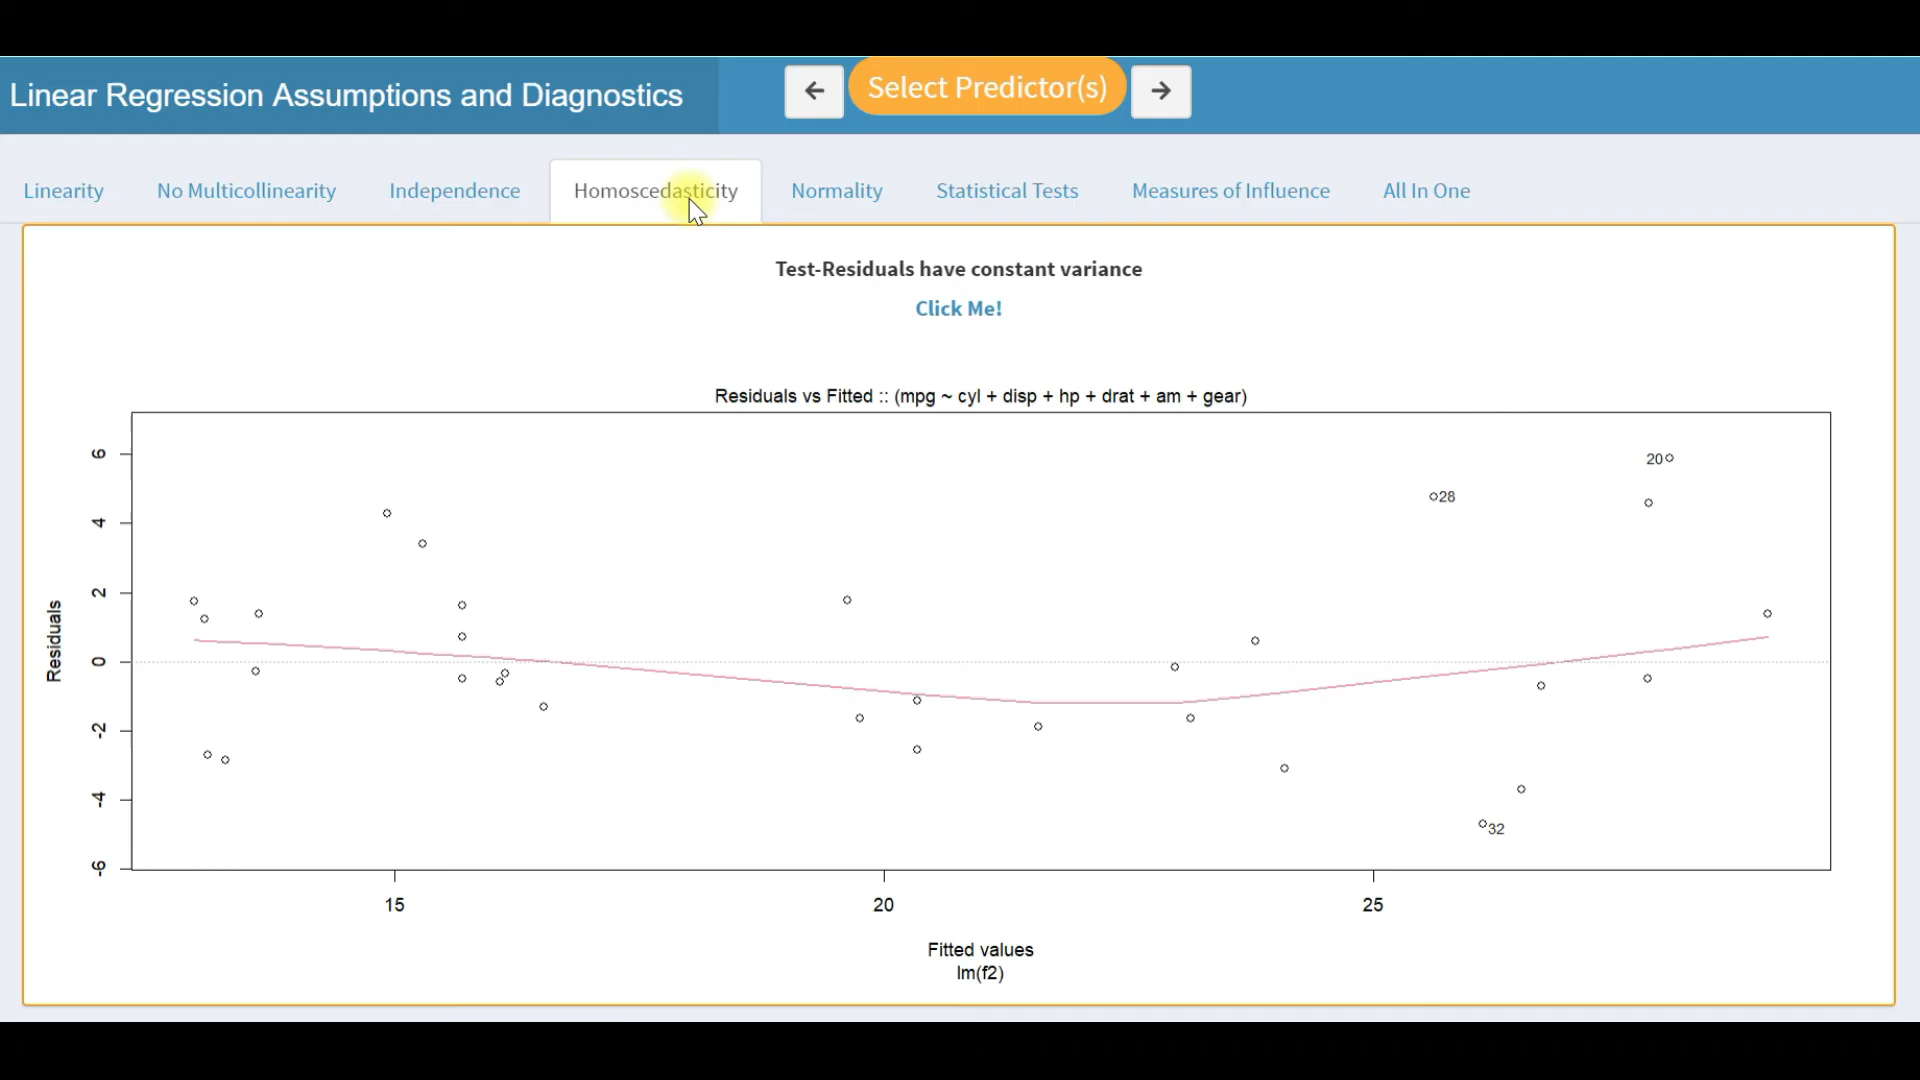 Linear Regression Assumptions and Diagnostics
Select Predictor(s)
Linearity No Multicollinearity Independence Homoscedasticity Normality Statistical Tests Measures of Influence All In One
Test-Residuals have constant variance
Click Me!
Residuals vs Fitted :: (mpg ~ cyl + disp + hp + drat + am + gear)
6
4
2
0
-2
-4
-6
Residuals
20
28
32
15 20 25
Fitted values
lm(f2)